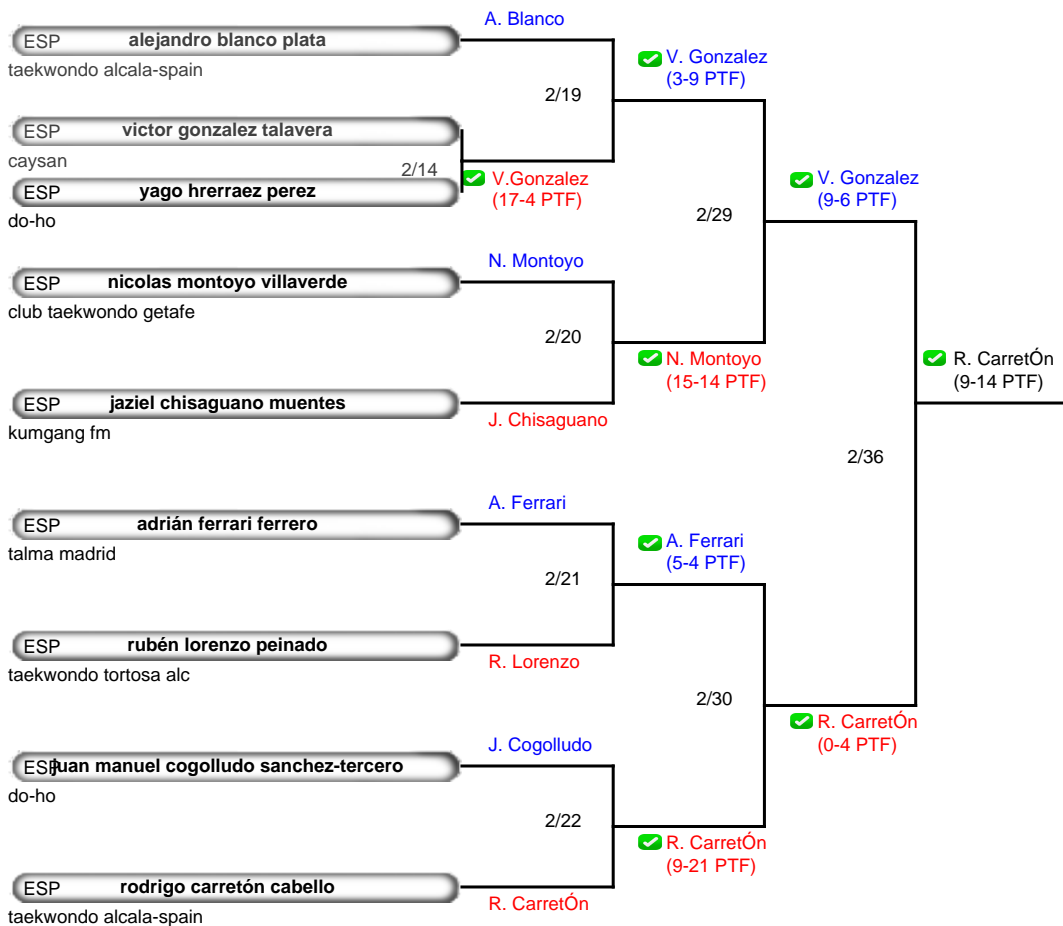 A. Blanco
ESP alejandro blanco plata
taekwondo alcala-spain
V. Gonzalez
(3-9 PTF)
2/19
ESP victor gonzalez talavera
caysan
2/14
V.Gonzalez
(17-4 PTF)
ESP yago hrerraez perez
do-ho
V. Gonzalez
(9-6 PTF)
2/29
N. Montoyo
ESP nicolas montoyo villaverde
club taekwondo getafe
2/20
N. Montoyo
(15-14 PTF)
R. CarretÓn
(9-14 PTF)
ESP jaziel chisaguano muentes
kumgang fm
J. Chisaguano
2/36
A. Ferrari
ESP adrián ferrari ferrero
talma madrid
A. Ferrari
(5-4 PTF)
2/21
ESP rubén lorenzo peinado
taekwondo tortosa alc
R. Lorenzo
2/30
R. CarretÓn
(0-4 PTF)
J. Cogolludo
ESP juan manuel cogolludo sanchez-tercero
do-ho
2/22
R. CarretÓn
(9-21 PTF)
ESP rodrigo carretón cabello
taekwondo alcala-spain
R. CarretÓn